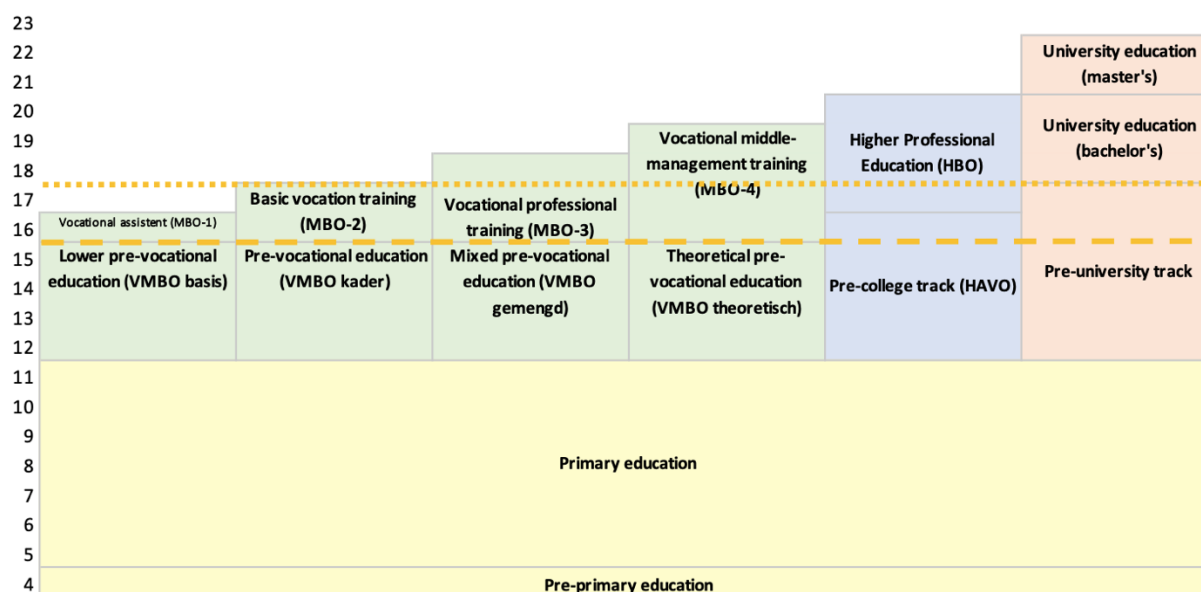 23
22
21
20
19
18
17
16
15
14
13
12
11
10
9
8
7
6
5
4
Vocational assistent (MBO-1)
Lower pre-vocational
education (VMBO basis)
Basic vocation training
(MBO-2)
Pre-vocational education
(VMBO kader)
Vocational professional
training (MBO-3)
Mixed pre-vocational
education (VMBO
gemengd)
Vocational middle-
management training
(MBO-4)
Theoretical pre-
vocational education
(VMBO theoretisch)
Higher Professional
Education (HBO)
Pre-college track (HAVO)
University education
(master's)
University education
(bachelor's)
Pre-university track
Primary education
Pre-primary education